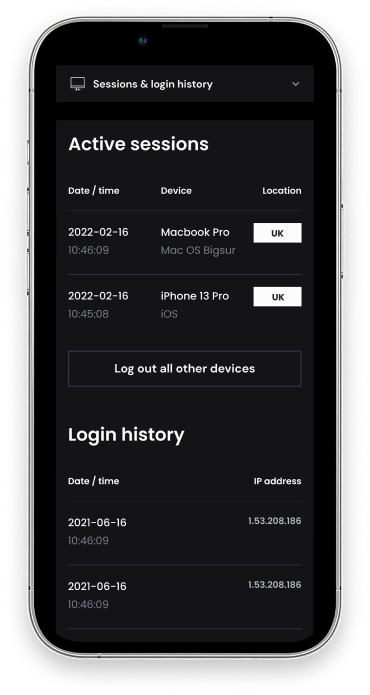 Sessions & login history
Active sessions
Date / time Device Location
2022-02-16 Macbook Pro UK
10:46:09 Mac OS Bigsur
2022-02-16 iPhone 13 Pro UK
10:45:08 iOS
Log out all other devices
Login history
Date / time IP address
2021-06-16 1.53.208.186
10:46:09
2021-06-16 1.53.208.186
10:46:09